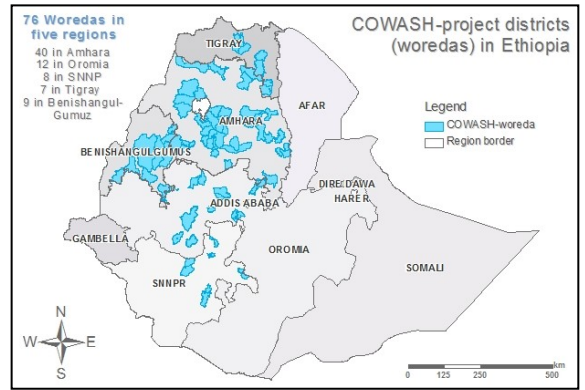 76 Woredas in
five regions
40 in Amhara
12 in Oromia
8 in SNNP
7 in Tigray
9 in Benishangul-
Gumuz
COWASH-project districts
(woredas) in Ethiopia
Legend
COWASH-woreda
Region border
TIGRAY
AFAR
AMHARA
BENISHANGULGUMUS
DIRE DAWA
HARER
ADDIS ABABA
GAMBELLA
OROMIA
SOMALI
SNNPR
N
W
E
S
km
0
125
250
500